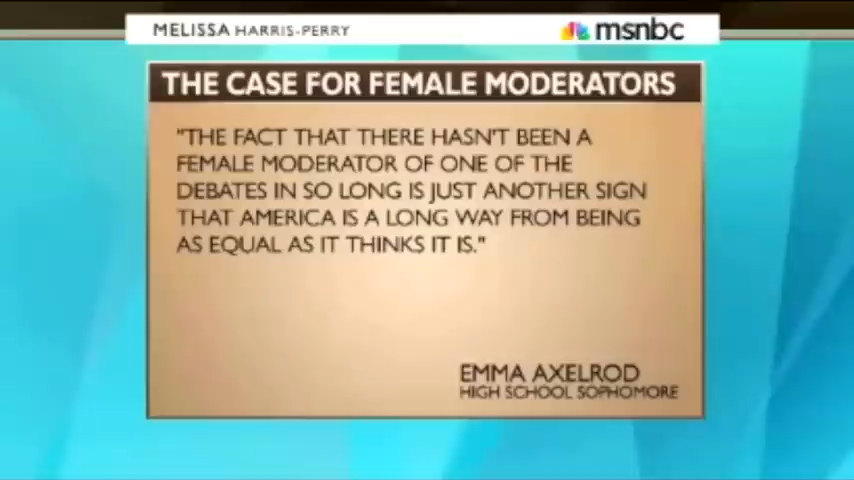 MELISSA HARRIS-PERRY
msnbc
THE CASE FOR FEMALE MODERATORS
"THE FACT THAT THERE HASN'T BEEN A
FEMALE MODERATOR OF ONE OF THE
DEBATES IN SO LONG IS JUST ANOTHER SIGN
THAT AMERICA IS A LONG WAY FROM BEING
AS EQUAL AS IT THINKS IT IS."
EMMA AXELROD
HIGH SCHOOL SOPHOMORE